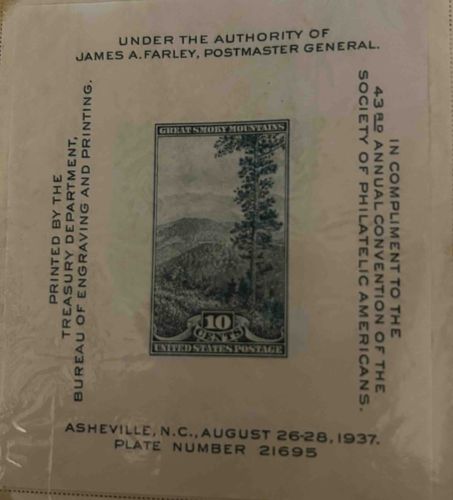 UNDER THE AUTHORITY OF
JAMES A. FARLEY, POSTMASTER GENERAL.
PRINTED BY THE
TREASURY DEPARTMENT,
BUREAU OF ENGRAVING AND PRINTING.
GREAT SMOKY MOUNTAINS
10
CENTS
UNITED STATES POSTAGE
IN COMPLIMENT TO THE
43RD ANNUAL CONVENTION OF THE
SOCIETY OF PHILATELIC AMERICANS.
ASHEVILLE, N.C., AUGUST 26-28, 1937.
PLATE NUMBER 21695